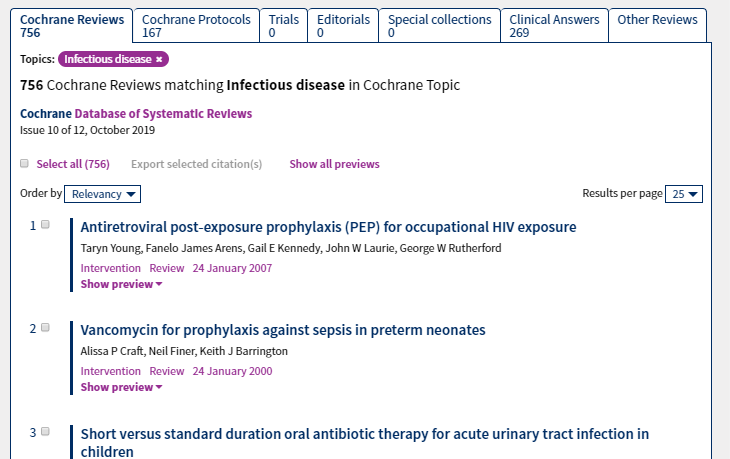 Cochrane Reviews Cochrane Protocols Trials Editorials Special collections Clinical Answers Other Reviews
756 167 0 0 0 269
Topics: Infectious disease ×
756 Cochrane Reviews matching Infectious disease in Cochrane Topic
Cochrane Database of Systematic Reviews
Issue 10 of 12, October 2019
Select all (756) Export selected citation(s) Show all previews
Order by Relevancy Results per page 25
1 Antiretroviral post-exposure prophylaxis (PEP) for occupational HIV exposure
Taryn Young, Fanelo James Arens, Gail E Kennedy, John W Laurie, George W Rutherford
Intervention Review 24 January 2007
Show preview
2 Vancomycin for prophylaxis against sepsis in preterm neonates
Alissa P Craft, Neil Finer, Keith J Barrington
Intervention Review 24 January 2000
Show preview
3 Short versus standard duration oral antibiotic therapy for acute urinary tract infection in
children